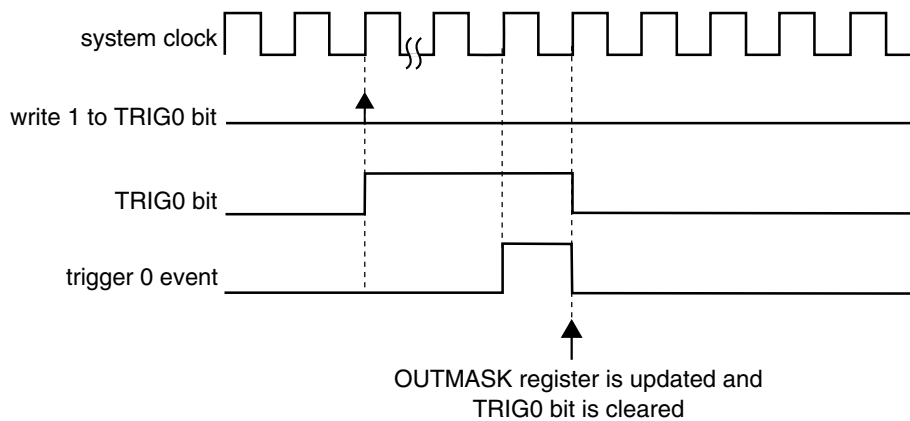 system clock
write 1 to TRIG0 bit
TRIG0 bit
trigger 0 event
OUTMASK register is updated and
TRIG0 bit is cleared